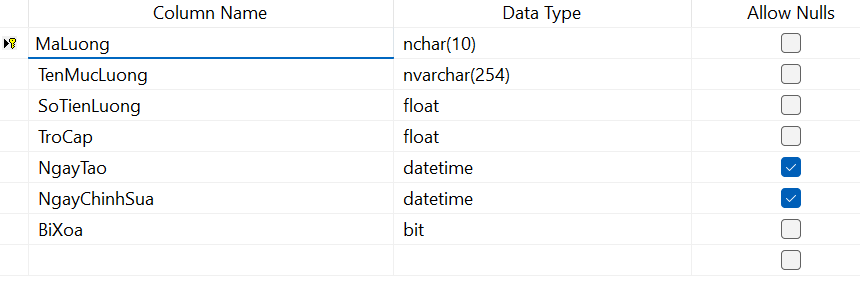 Column Name Data Type Allow Nulls
MaLuong nchar(10)
TenMucLuong nvarchar(254)
SoTienLuong float
TroCap float
NgayTao datetime
NgayChinhSua datetime
BiXoa bit